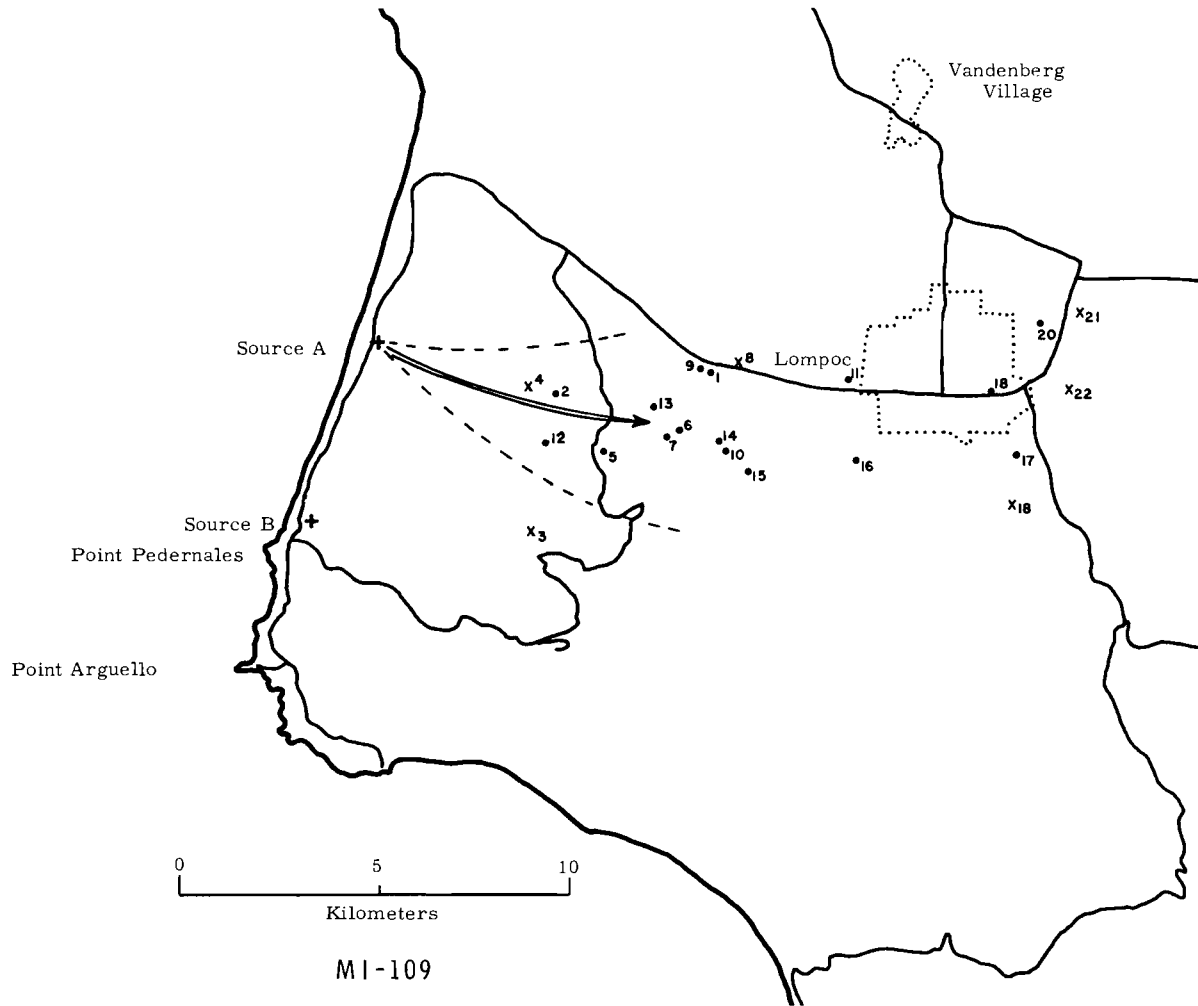 Vandenberg
Village
Source A
Lompoc
x21
20
x8
9
1
x4
2
11
18
x22
13
6
7
12
5
14
10
15
16
17
x18
Source B
x3
Point Pedernales
Point Arguello
0 5 10
Kilometers
MI-109